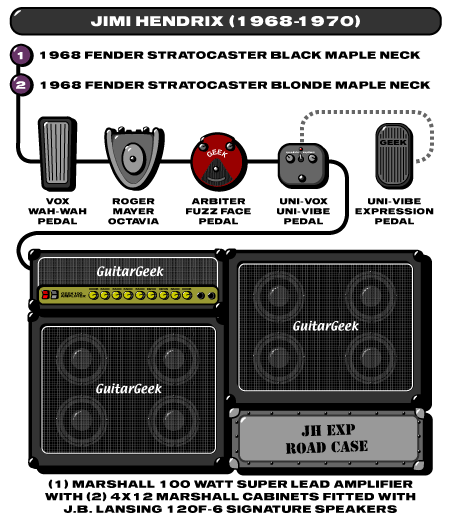 JIMI HENDRIX (1968-1970)
1 1968 FENDER STRATOCASTER BLACK MAPLE NECK
2 1968 FENDER STRATOCASTER BLONDE MAPLE NECK
GEEK
GEEK
VOX
WAH-WAH
PEDAL
ROGER
MAYER
OCTAVIA
ARBITER
FUZZ FACE
PEDAL
UNI-VOX
UNI-VIBE
PEDAL
UNI-VIBE
EXPRESSION
PEDAL
GuitarGeek
GuitarGeek
GuitarGeek
JH EXP
ROAD CASE
(1) MARSHALL 100 WATT SUPER LEAD AMPLIFIER
WITH (2) 4X12 MARSHALL CABINETS FITTED WITH
J.B. LANSING 120F-6 SIGNATURE SPEAKERS